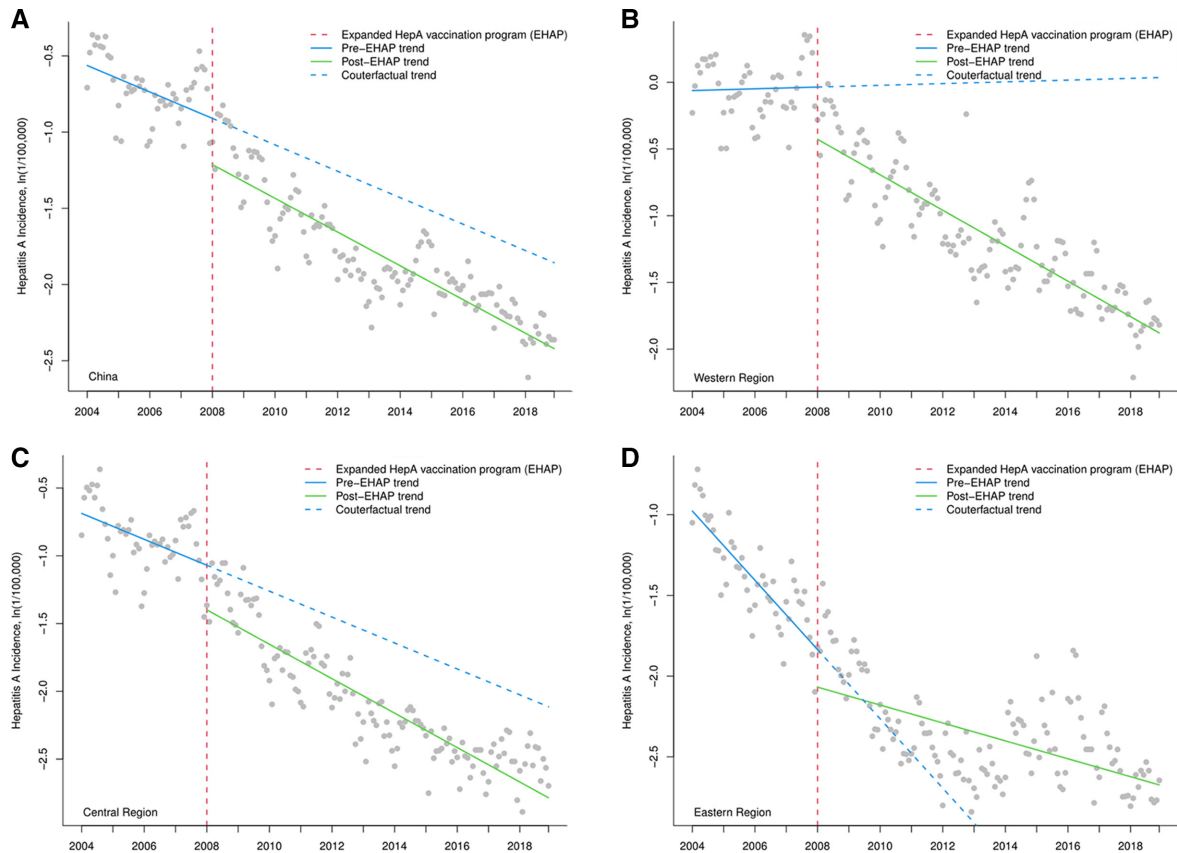 A
Expanded HepA vaccination program (EHAP)
Pre−EHAP trend
Post−EHAP trend
Couterfactual trend
Hepatitis A Incidence, ln(1/100,000)
−0.5
−1.0
−1.5
−2.0
−2.5
China
2004 2006 2008 2010 2012 2014 2016 2018
B
Expanded HepA vaccination program (EHAP)
Pre−EHAP trend
Post−EHAP trend
Couterfactual trend
Hepatitis A Incidence, ln(1/100,000)
0.0
−0.5
−1.0
−1.5
−2.0
Western Region
2004 2006 2008 2010 2012 2014 2016 2018
C
Expanded HepA vaccination program (EHAP)
Pre−EHAP trend
Post−EHAP trend
Couterfactual trend
Hepatitis A Incidence, ln(1/100,000)
−0.5
−1.0
−1.5
−2.0
−2.5
Central Region
2004 2006 2008 2010 2012 2014 2016 2018
D
Expanded HepA vaccination program (EHAP)
Pre−EHAP trend
Post−EHAP trend
Couterfactual trend
Hepatitis A Incidence, ln(1/100,000)
−1.0
−1.5
−2.0
−2.5
Eastern Region
2004 2006 2008 2010 2012 2014 2016 2018